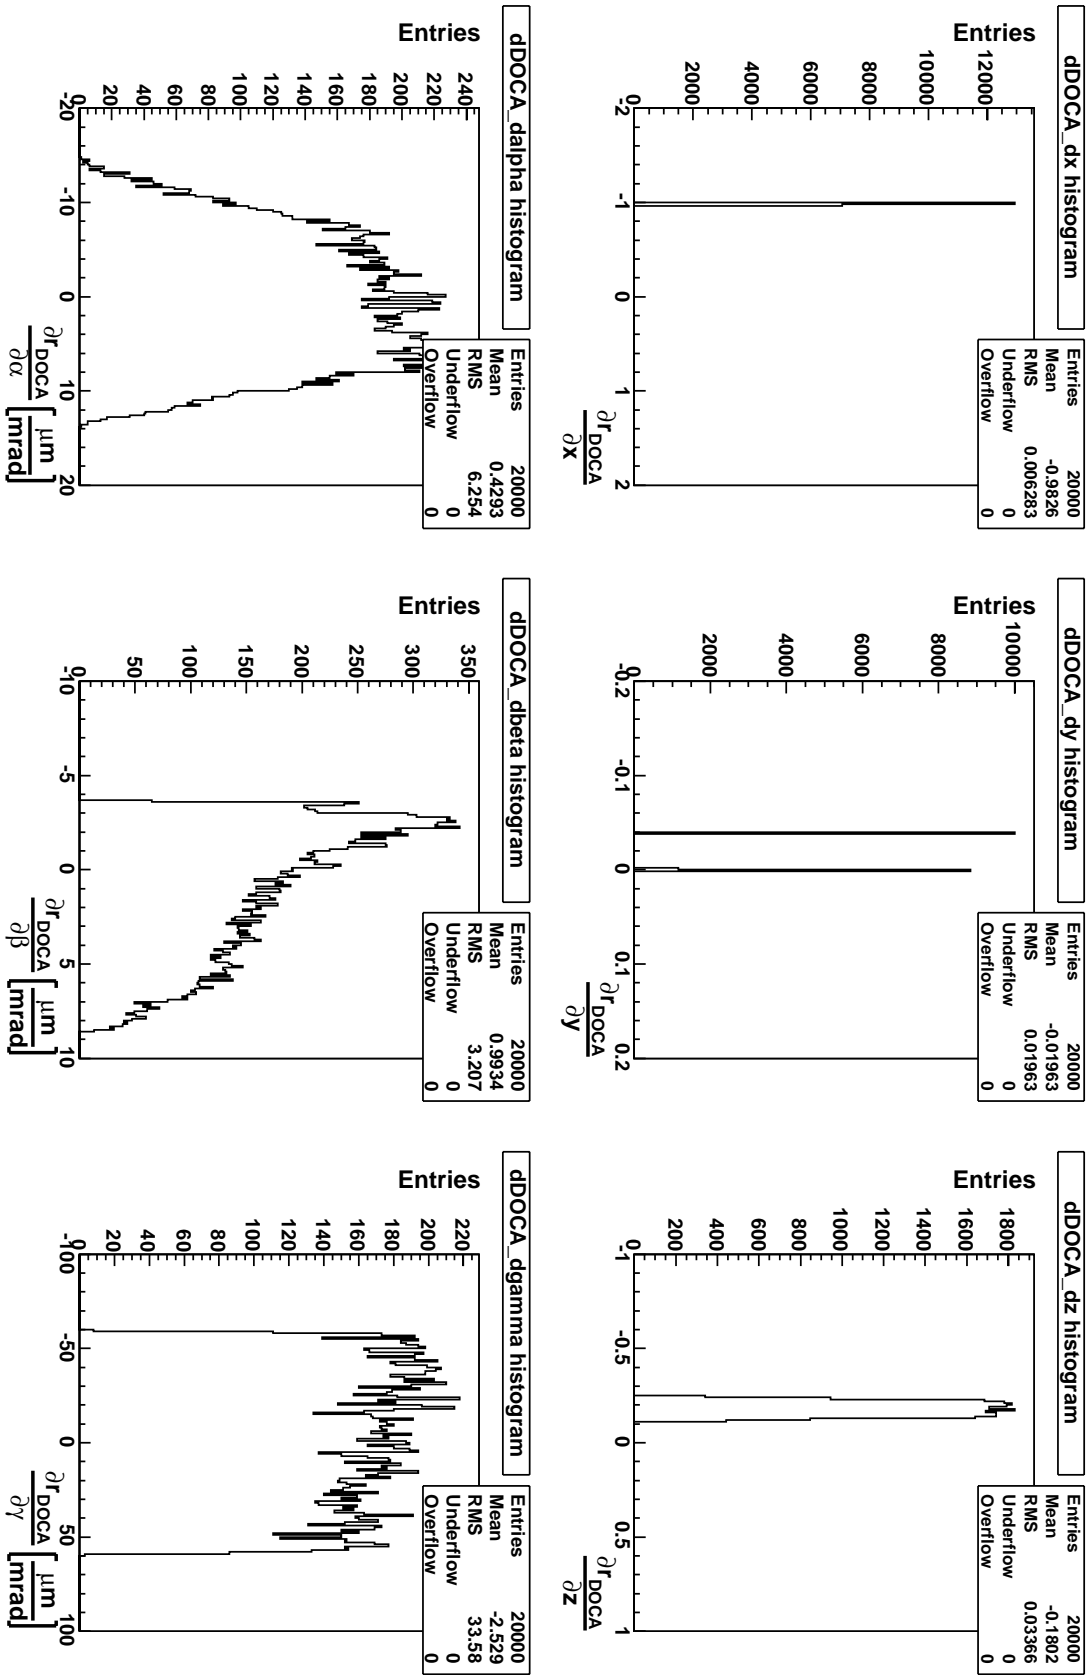 dDOCA_dx histogram
Entries 20000
Mean -0.9826
RMS 0.006283
Underflow 0
Overflow 0
Entries
0
2000
4000
6000
8000
10000
12000
-2 -1 0 1 2
∂r_DOCA
∂x
dDOCA_dy histogram
Entries 20000
Mean -0.01963
RMS 0.01963
Underflow 0
Overflow 0
Entries
0
2000
4000
6000
8000
10000
-0.2 -0.1 0 0.1 0.2
∂r_DOCA
∂y
dDOCA_dz histogram
Entries 20000
Mean -0.1802
RMS 0.03366
Underflow 0
Overflow 0
Entries
0
200
400
600
800
1000
1200
1400
1600
1800
-1 -0.5 0 0.5 1
∂r_DOCA
∂z
dDOCA_dalpha histogram
Entries 20000
Mean 0.4293
RMS 6.254
Underflow 0
Overflow 0
Entries
0
20
40
60
80
100
120
140
160
180
200
220
240
-20 -10 0 10 20
∂r_DOCA [μm]
∂α [mrad]
dDOCA_dbeta histogram
Entries 20000
Mean 0.9934
RMS 3.207
Underflow 0
Overflow 0
Entries
0
50
100
150
200
250
300
350
-10 -5 0 5 10
∂r_DOCA [μm]
∂β [mrad]
dDOCA_dgamma histogram
Entries 20000
Mean -2.529
RMS 33.58
Underflow 0
Overflow 0
Entries
0
20
40
60
80
100
120
140
160
180
200
220
-100 -50 0 50 100
∂r_DOCA [μm]
∂γ [mrad]